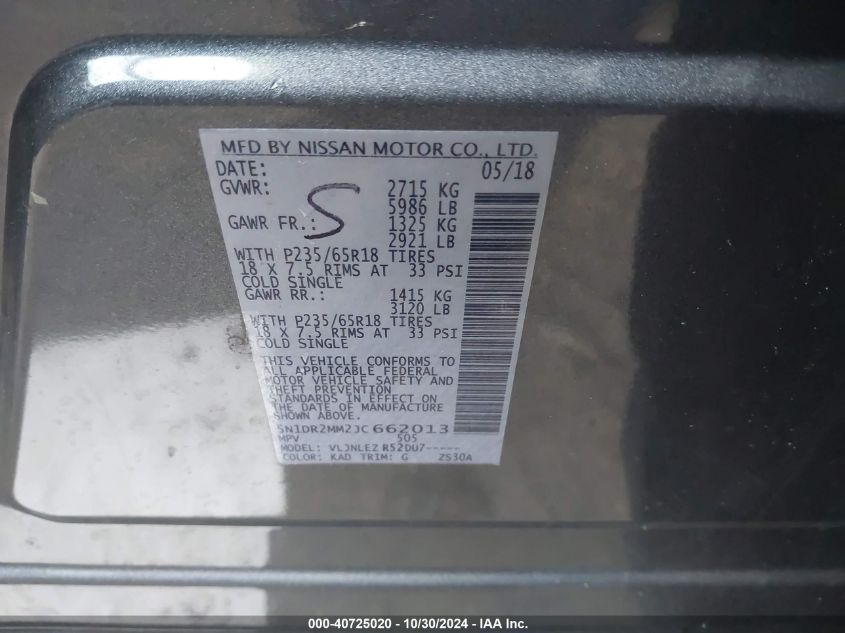 MFD BY NISSAN MOTOR CO., LTD.
DATE: 05/18
GVWR: 2715 KG
5986 LB
GAWR FR.: S 1325 KG
2921 LB
WITH P235/65R18 TIRES
18 X 7.5 RIMS AT 33 PSI
COLD SINGLE
GAWR RR.: 1415 KG
3120 LB
WITH P235/65R18 TIRES
18 X 7.5 RIMS AT 33 PSI
COLD SINGLE
THIS VEHICLE CONFORMS TO
ALL APPLICABLE FEDERAL
MOTOR VEHICLE SAFETY AND
THEFT PREVENTION
STANDARDS IN EFFECT ON
THE DATE OF MANUFACTURE
SHOWN ABOVE.
5N1DR2MM2JC662013
MPV 505
MODEL: VLJNLEZ R52DU7-----
COLOR: KAD TRIM: G ZS30A
000-40725020 - 10/30/2024 - IAA Inc.